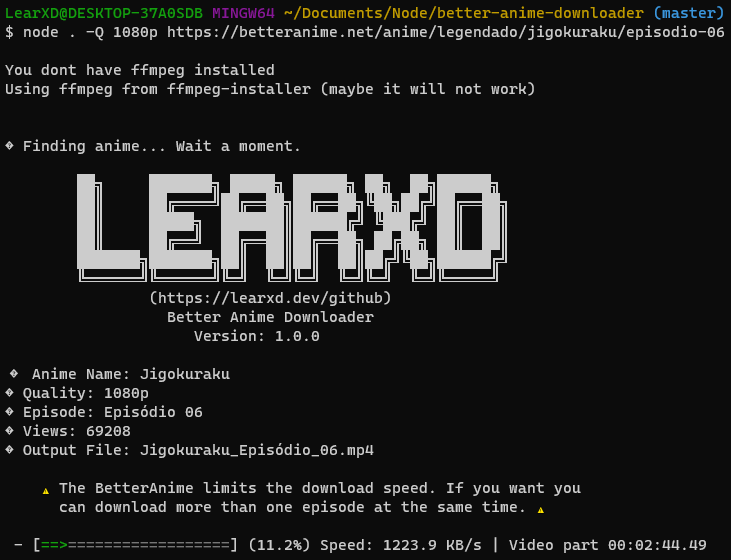 LearXD@DESKTOP-37A0SDB MINGW64 ~/Documents/Node/better-anime-downloader (master)
$ node . -Q 1080p https://betteranime.net/anime/legendado/jigokuraku/episodio-06
You dont have ffmpeg installed
Using ffmpeg from ffmpeg-installer (maybe it will not work)
� Finding anime... Wait a moment.
LEARXD
(https://learxd.dev/github)
Better Anime Downloader
Version: 1.0.0
� Anime Name: Jigokuraku
� Quality: 1080p
� Episode: Episódio 06
� Views: 69208
� Output File: Jigokuraku_Episódio_06.mp4
⚠ The BetterAnime limits the download speed. If you want you
can download more than one episode at the same time. ⚠
- [==>==================] (11.2%) Speed: 1223.9 KB/s | Video part 00:02:44.49